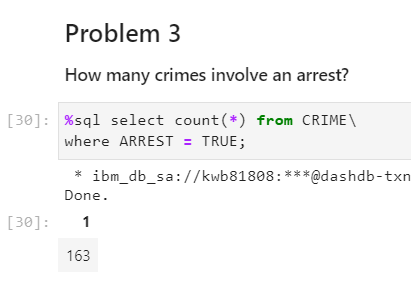 Problem 3
How many crimes involve an arrest?
[30]: %sql select count(*) from CRIME\
where ARREST = TRUE;
* ibm_db_sa://kwb81808:***@dashdb-txn
Done.
[30]: 1
163